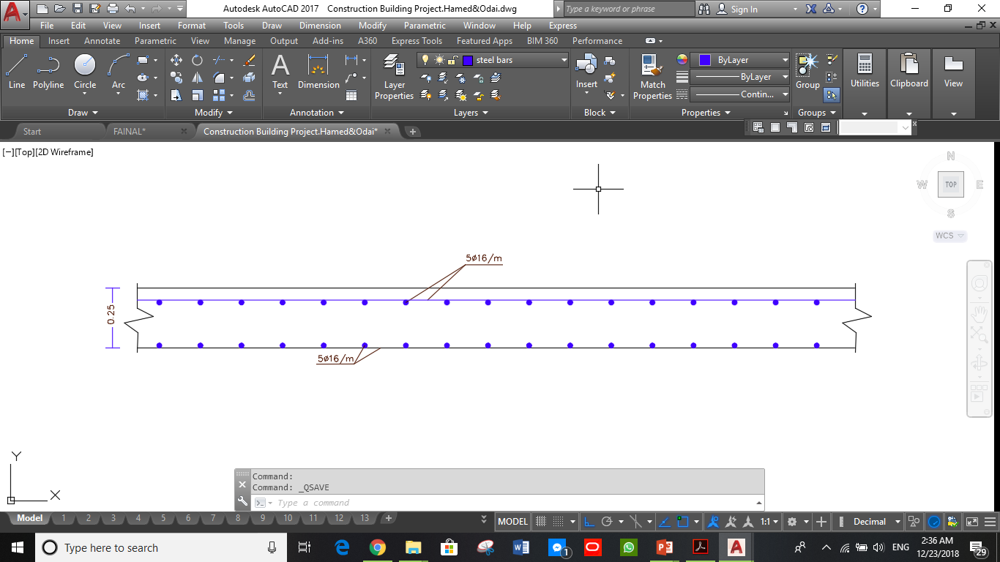 Autodesk AutoCAD 2017 Construction Building Project.Hamed&Odai.dwg
Type a keyword or phrase
Sign In
File Edit View Insert Format Tools Draw Dimension Modify Parametric Window Help Express
Home Insert Annotate Parametric View Manage Output Add-ins A360 Express Tools Featured Apps BIM 360 Performance
steel bars
ByLayer
ByLayer
Contin...
Line Polyline Circle Arc
Text Dimension
Layer
Properties
Insert
Match
Properties
Group
Utilities
Clipboard
View
Draw Modify Annotation Layers Block Properties Groups
Start FAINAL* Construction Building Project.Hamed&Odai*
[−][Top][2D Wireframe]
N
W TOP E
S
WCS
5ø16/m
0.25
5ø16/m
Y
X
Command:
Command: _QSAVE
Type a command
Model 1 2 3 4 5 6 7 8 9 10 11 12 13
MODEL 1:1 Decimal
Type here to search
1
ENG
2:36 AM
12/23/2018
29